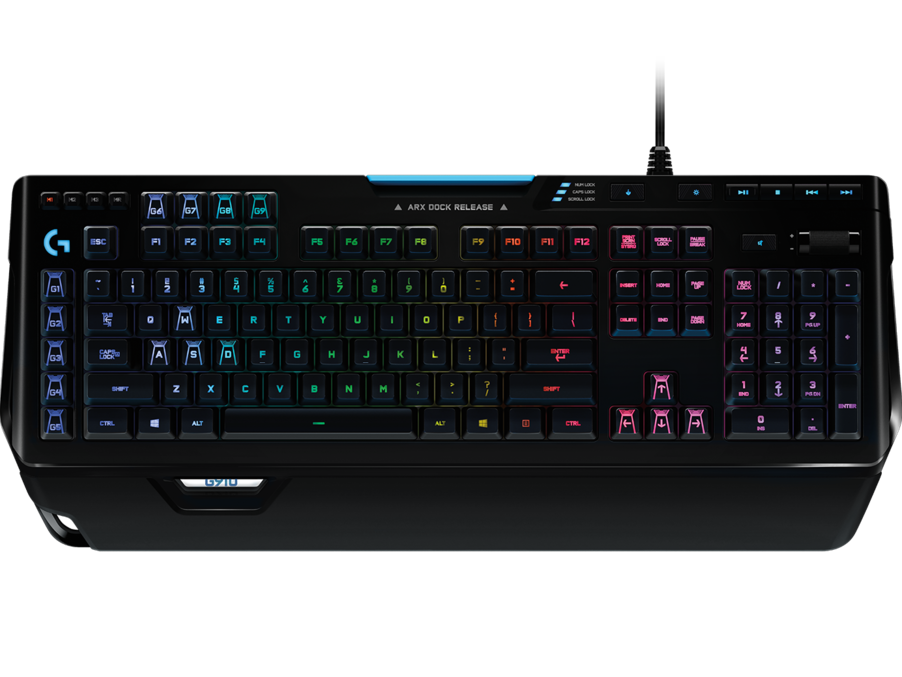 NUM LOCK
CAPS LOCK
SCROLL LOCK
M1 M2 M3 MR G6 G7 G8 G9
ARX DOCK RELEASE
ESC F1 F2 F3 F4 F5 F6 F7 F8 F9 F10 F11 F12 PRINT SCREEN SYSRQ SCROLL LOCK PAUSE BREAK
G1 ~ 1 2 3 4 5 6 7 8 9 0 - + = INSERT HOME PAGE UP NUM LOCK / * -
G2 TAB Q W E R T Y U I O P { [ } ] | \ DELETE END PAGE DOWN 7 HOME 8 9 PG UP
G3 CAPS LOCK A S D F G H J K L : ; " ' ENTER 4 5 6
G4 SHIFT Z X C V B N M < , > . ? / SHIFT 1 END 2 3 PG DN ENTER
G5 CTRL ALT ALT CTRL 0 INS . DEL
G910